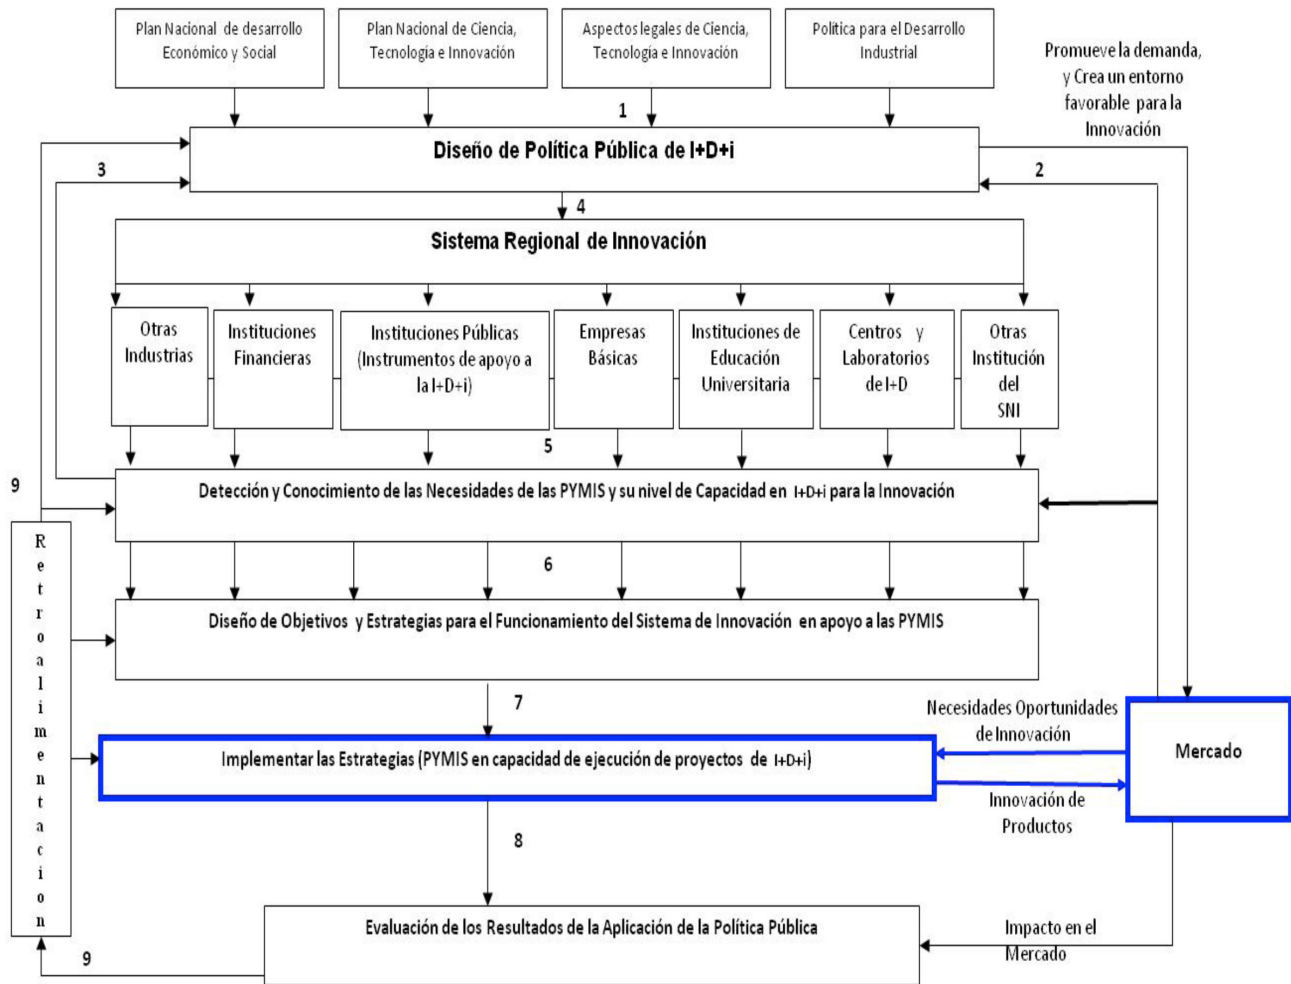 Plan Nacional de desarrollo
Económico y Social
Plan Nacional de Ciencia,
Tecnología e Innovación
Aspectos legales de Ciencia,
Tecnología e Innovación
Política para el Desarrollo
Industrial
Promueve la demanda,
y Crea un entorno
favorable para la
Innovación
1
Diseño de Política Pública de I+D+i
3
2
4
Sistema Regional de Innovación
Otras
Industrias
Instituciones
Financieras
Instituciones Públicas
(Instrumentos de apoyo a
la I+D+i)
Empresas
Básicas
Instituciones de
Educación
Universitaria
Centros y
Laboratorios
de I+D
Otras
Institución
del
SNI
5
9
Detección y Conocimiento de las Necesidades de las PYMIS y su nivel de Capacidad en I+D+i para la Innovación
6
Retroalimentacion
Diseño de Objetivos y Estrategias para el Funcionamiento del Sistema de Innovación en apoyo a las PYMIS
7
Necesidades Oportunidades
de Innovación
Implementar las Estrategias (PYMIS en capacidad de ejecución de proyectos de I+D+i)
Mercado
Innovación de
Productos
8
Evaluación de los Resultados de la Aplicación de la Política Pública
Impacto en el
Mercado
9